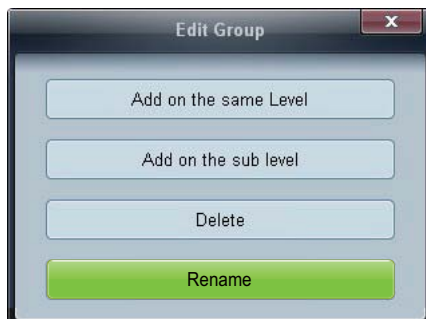 Edit Group
x
Add on the same Level
Add on the sub level
Delete
Rename